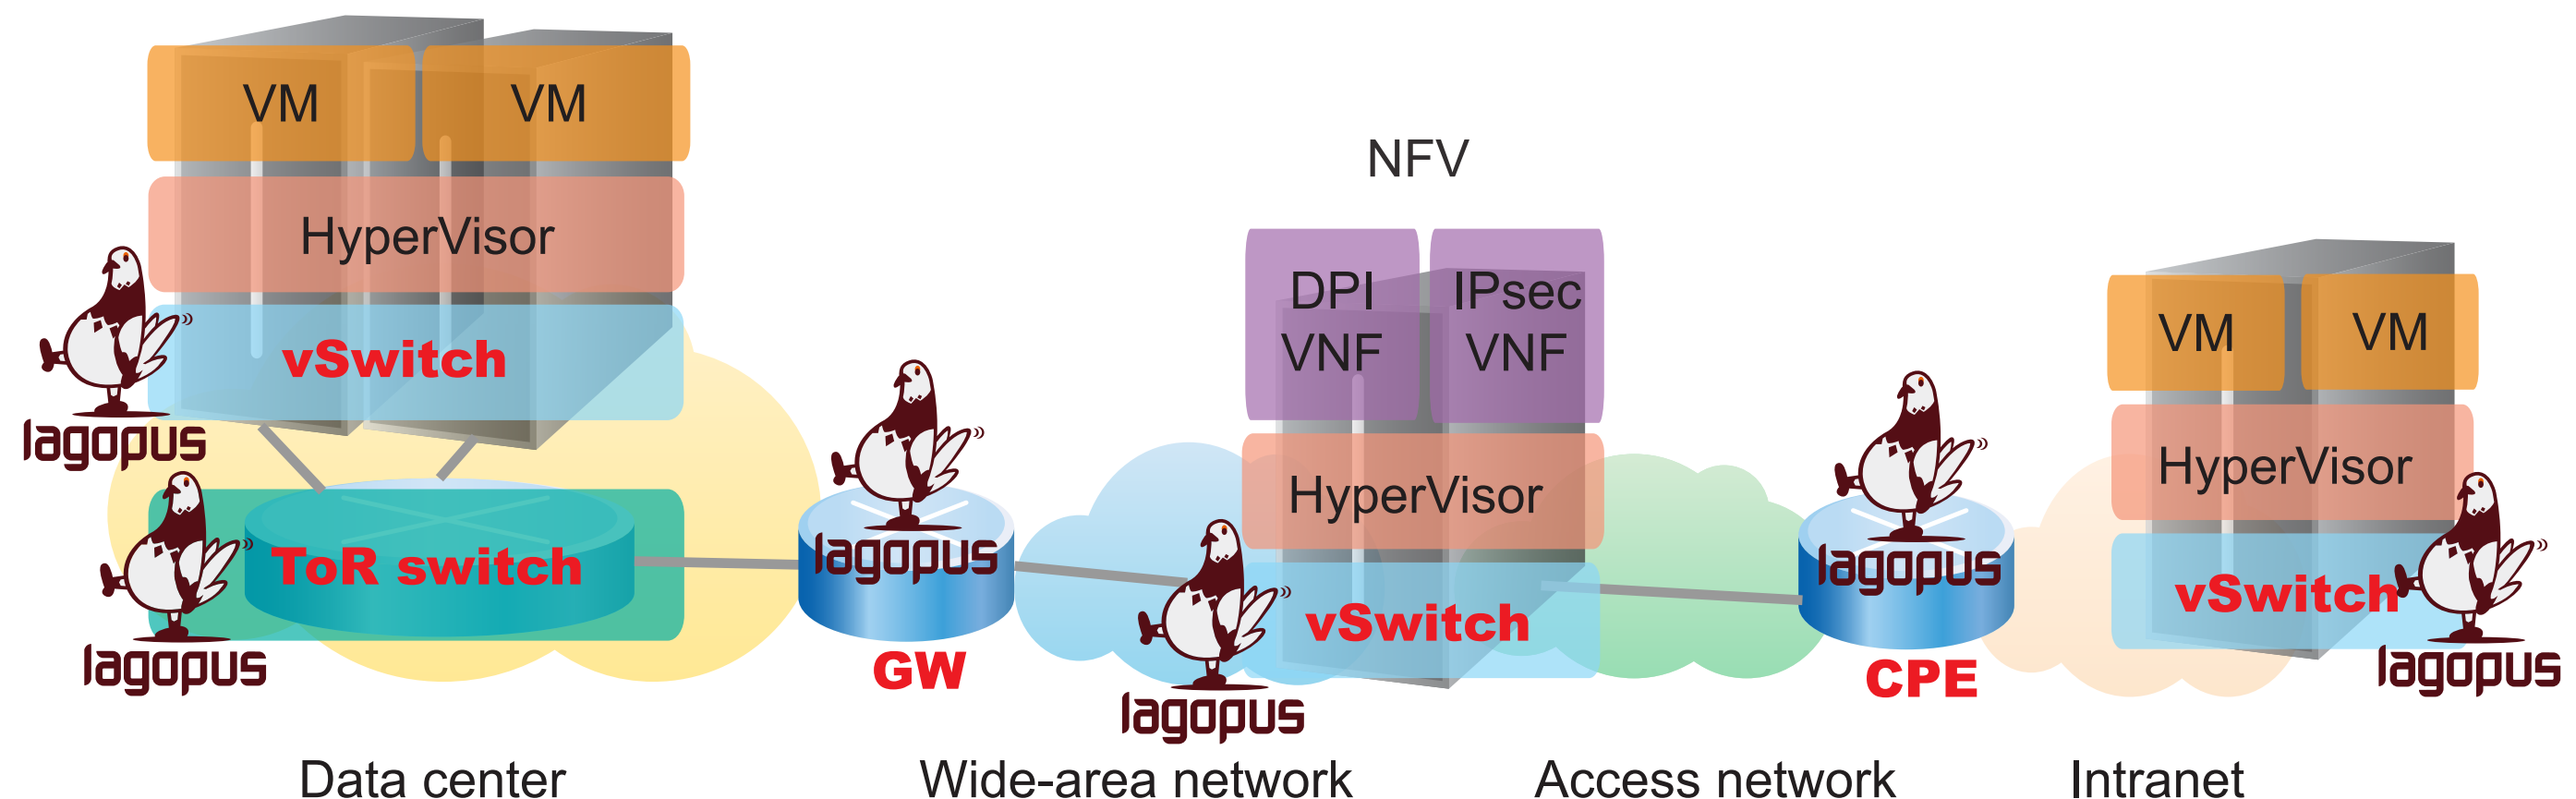 VM
VM
HyperVisor
vSwitch
lagopus
ToR switch
lagopus
lagopus
GW
NFV
DPI
VNF
IPsec
VNF
HyperVisor
vSwitch
lagopus
lagopus
CPE
VM
VM
HyperVisor
vSwitch
lagopus
Data center
Wide-area network
Access network
Intranet